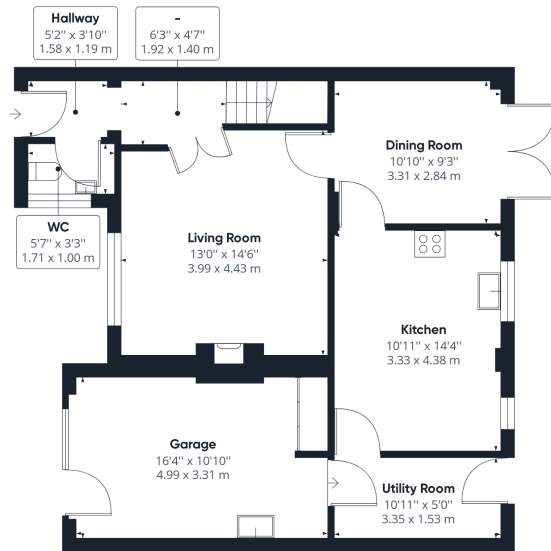 Hallway
5'2" x 3'10"
1.58 x 1.19 m
-
6'3" x 4'7"
1.92 x 1.40 m
Dining Room
10'10" x 9'3"
3.31 x 2.84 m
WC
5'7" x 3'3"
1.71 x 1.00 m
Living Room
13'0" x 14'6"
3.99 x 4.43 m
Kitchen
10'11" x 14'4"
3.33 x 4.38 m
Garage
16'4" x 10'10"
4.99 x 3.31 m
Utility Room
10'11" x 5'0"
3.35 x 1.53 m